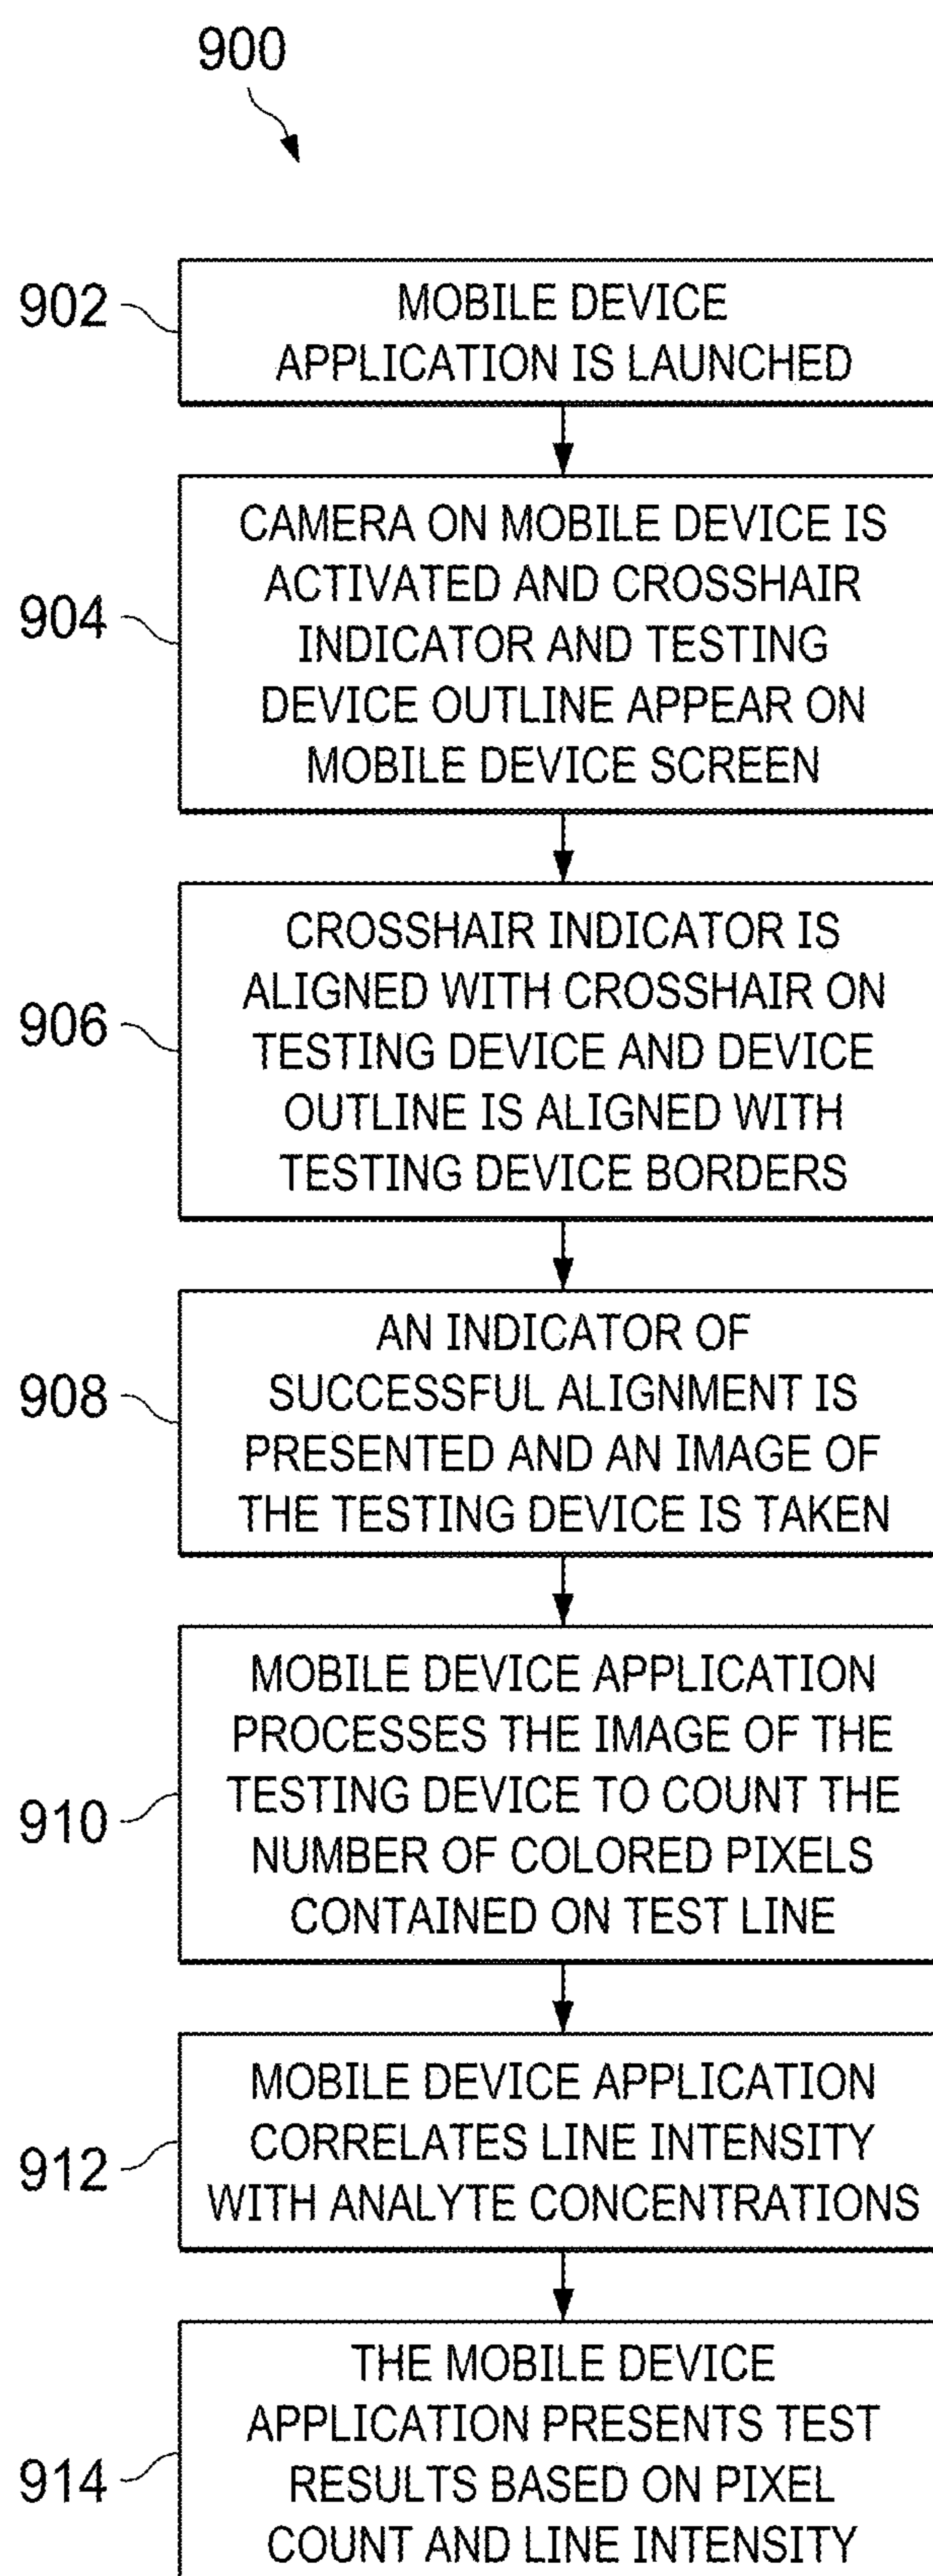 900
902
MOBILE DEVICE
APPLICATION IS LAUNCHED
904
CAMERA ON MOBILE DEVICE IS
ACTIVATED AND CROSSHAIR
INDICATOR AND TESTING
DEVICE OUTLINE APPEAR ON
MOBILE DEVICE SCREEN
906
CROSSHAIR INDICATOR IS
ALIGNED WITH CROSSHAIR ON
TESTING DEVICE AND DEVICE
OUTLINE IS ALIGNED WITH
TESTING DEVICE BORDERS
908
AN INDICATOR OF
SUCCESSFUL ALIGNMENT IS
PRESENTED AND AN IMAGE OF
THE TESTING DEVICE IS TAKEN
910
MOBILE DEVICE APPLICATION
PROCESSES THE IMAGE OF THE
TESTING DEVICE TO COUNT THE
NUMBER OF COLORED PIXELS
CONTAINED ON TEST LINE
912
MOBILE DEVICE APPLICATION
CORRELATES LINE INTENSITY
WITH ANALYTE CONCENTRATIONS
914
THE MOBILE DEVICE
APPLICATION PRESENTS TEST
RESULTS BASED ON PIXEL
COUNT AND LINE INTENSITY